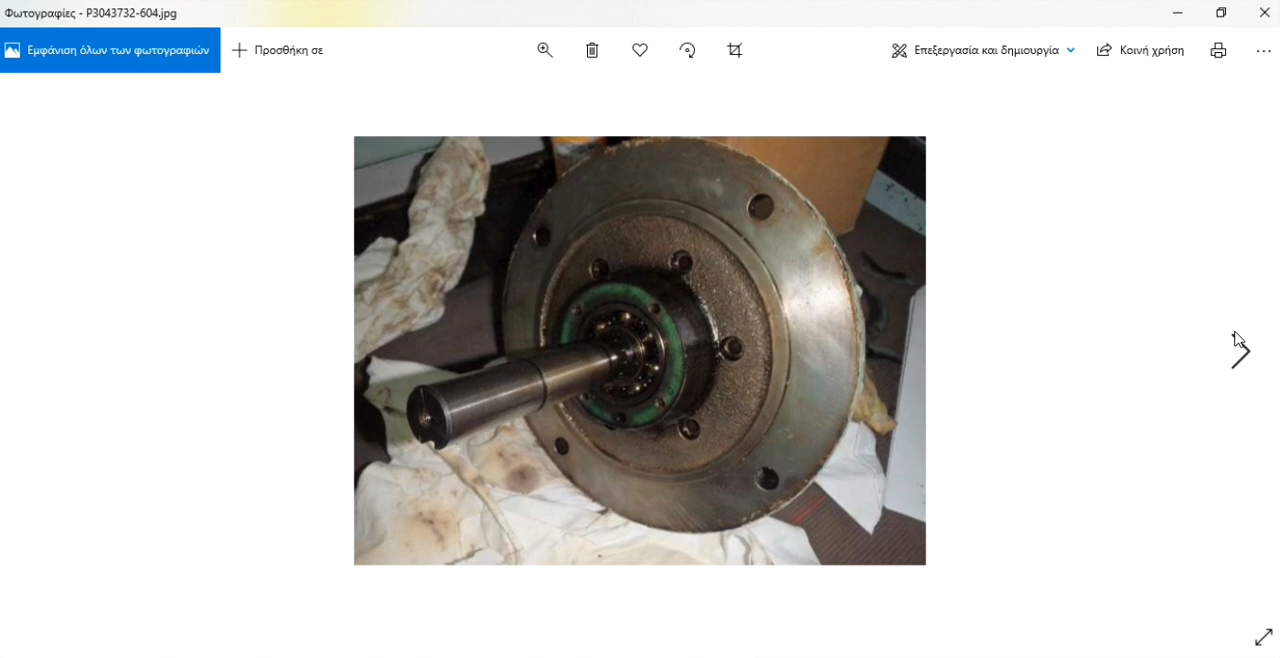 Φωτογραφίες - P3043732-604.jpg
Εμφάνιση όλων των φωτογραφιών
Προσθήκη σε
Επεξεργασία και δημιουργία
Κοινή χρήση